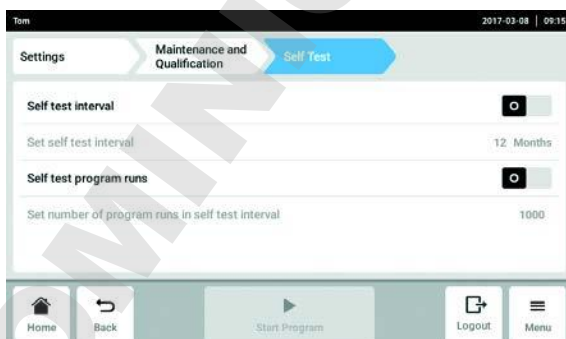 Tom 2017-03-08 | 09:15
Settings
Maintenance and
Qualification
Self Test
Self test interval
Set self test interval 12 Months
Self test program runs
Set number of program runs in self test interval 1000
Home Back Start Program Logout Menu